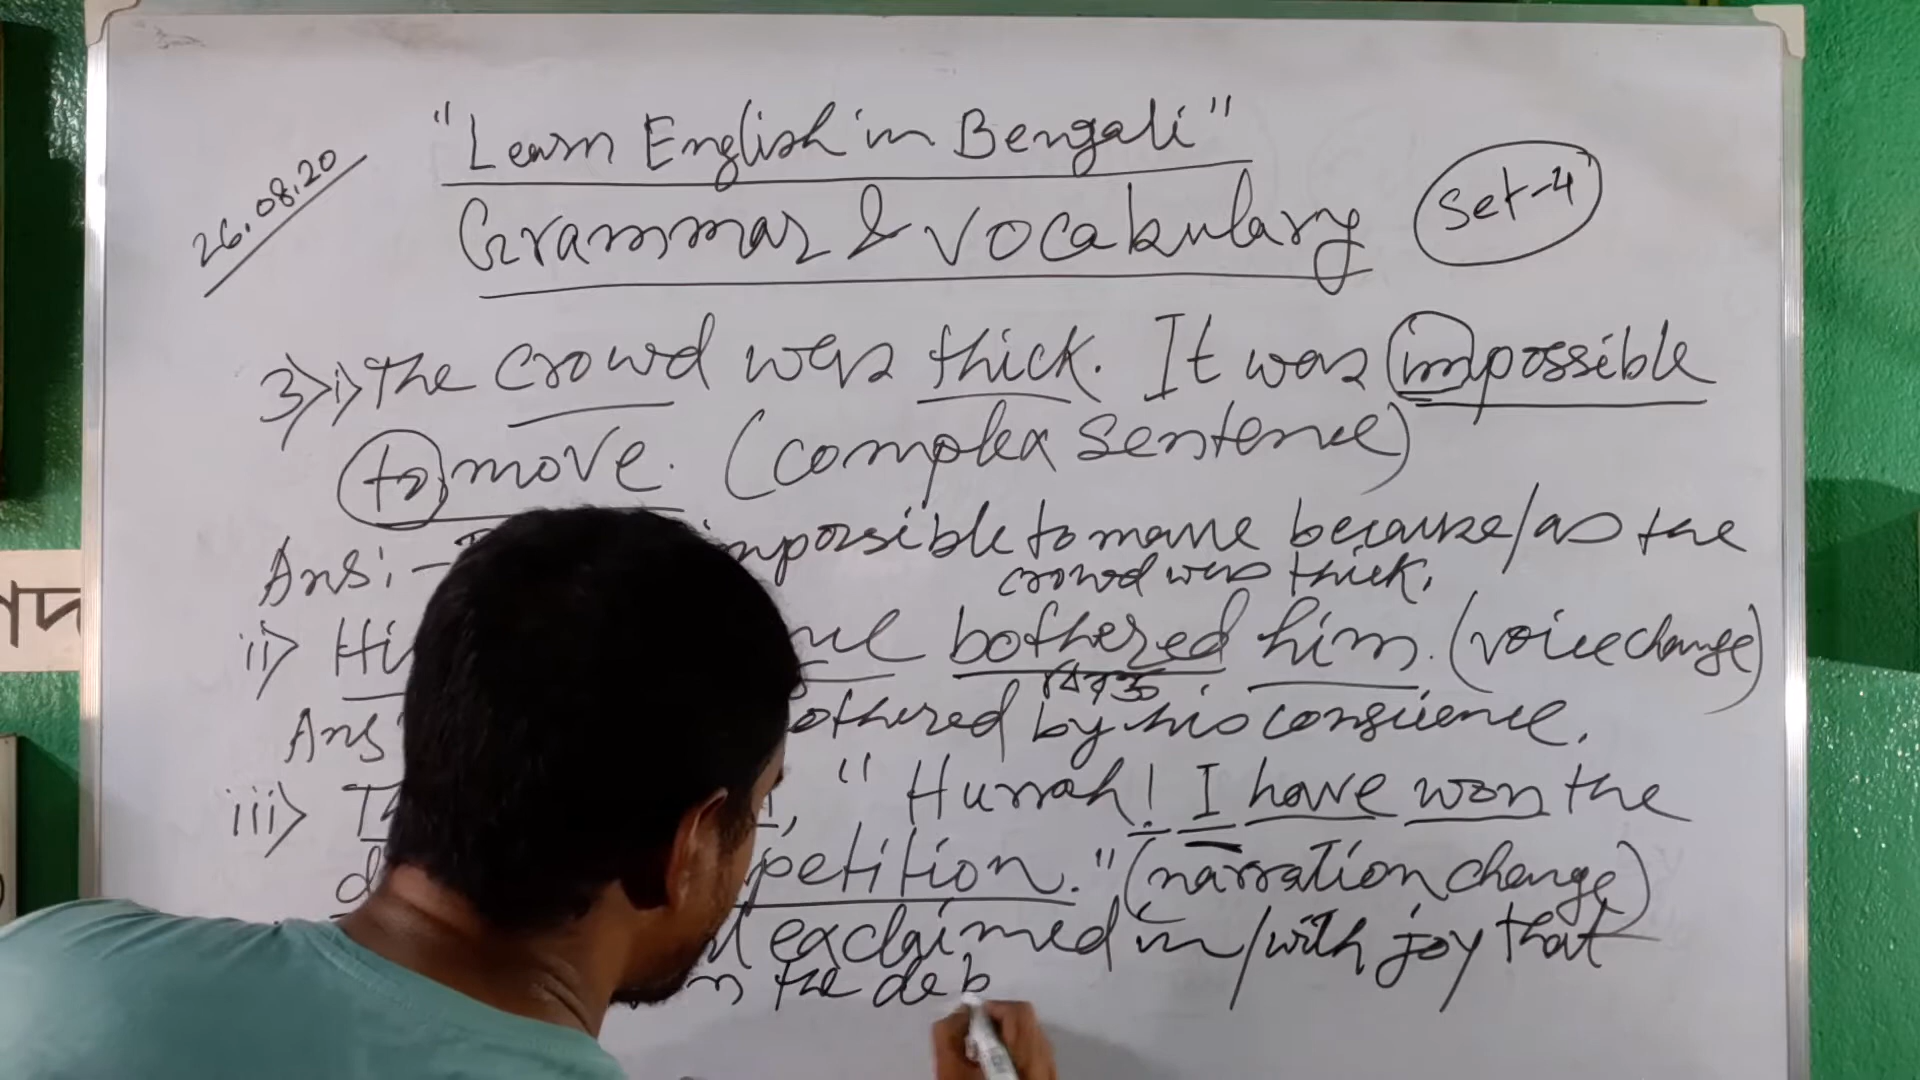 "Learn English in Bengali"
26.08.20
Grammar & Vocabulary
Set-4
3>i> The crowd was thick. It was impossible
to move. (complex sentence)
Ans:- impossible to move because/as the
crowd was thick.
ii> bothered him. (voice change)
Ans by his conscience.
iii> "Hurrah! I have won the
petition." (narration change)
exclaimed in/with joy that
the deb